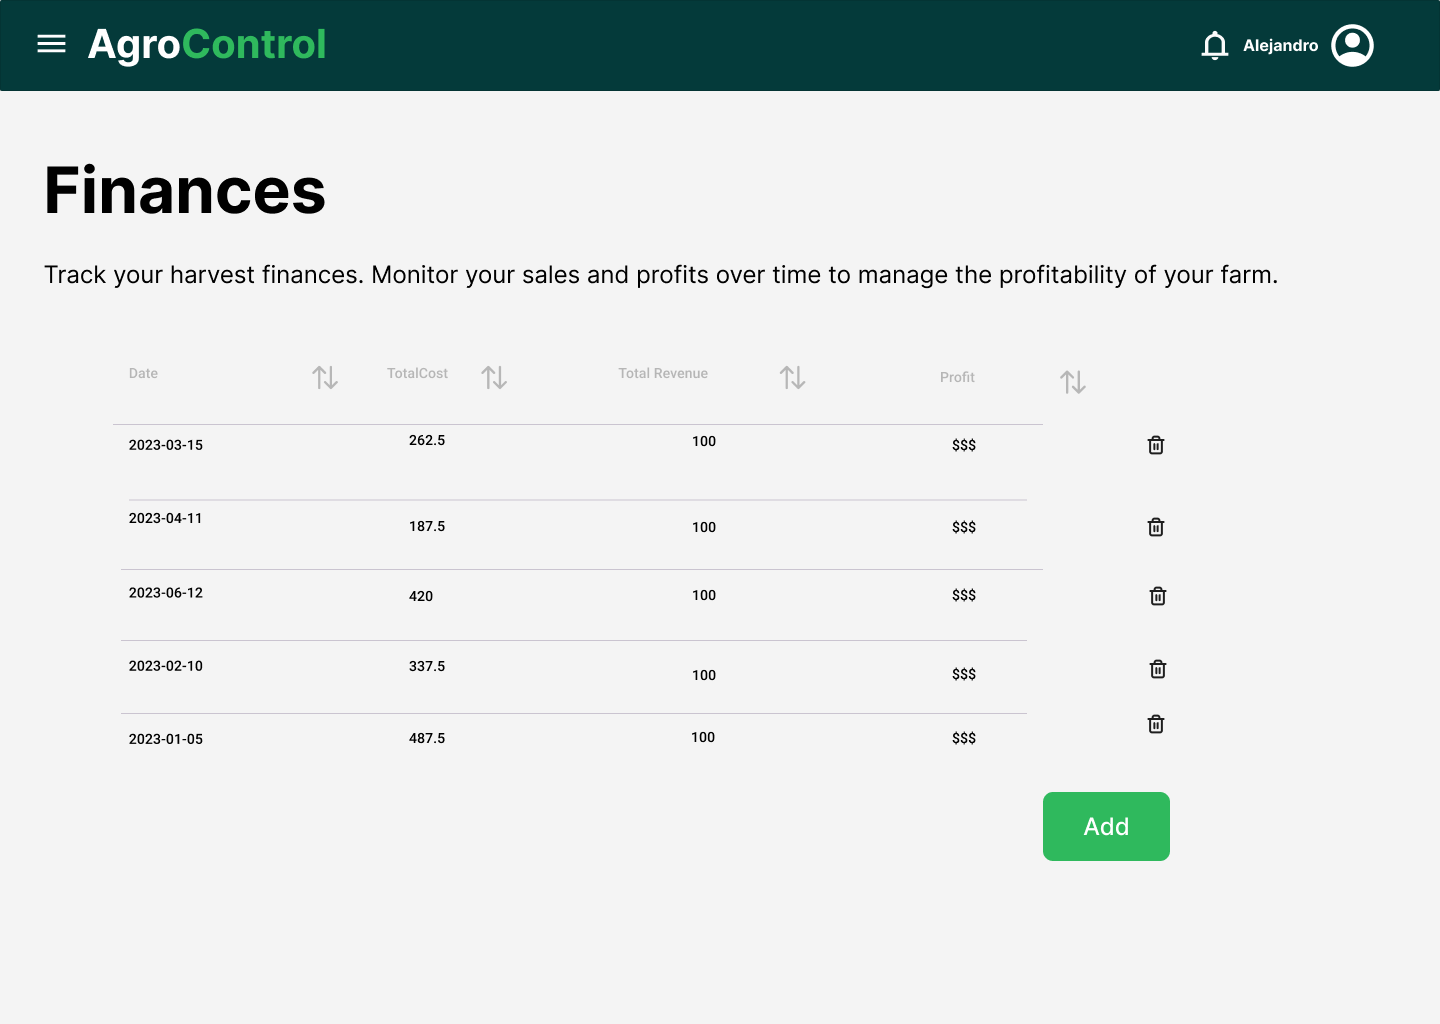 AgroControl
Alejandro
Finances
Track your harvest finances. Monitor your sales and profits over time to manage the profitability of your farm.
Date TotalCost Total Revenue Profit
2023-03-15 262.5 100 $$$
2023-04-11 187.5 100 $$$
2023-06-12 420 100 $$$
2023-02-10 337.5 100 $$$
2023-01-05 487.5 100 $$$
Add